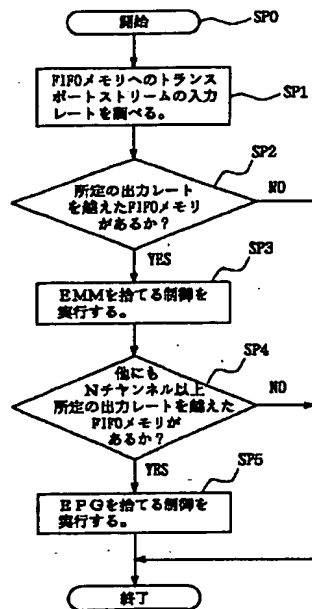 開始
SP0
FIFOメモリへのトランス
ポートストリームの入力
レートを調べる。
SP1
SP2
所定の出力レート
を越えたFIFOメモリ
があるか?
NO
YES
SP3
EMMを捨てる制御を
実行する。
SP4
他にも
Nチャンネル以上
所定の出力レートを越えた
FIFOメモリが
あるか?
NO
YES
SP5
EPGを捨てる制御を
実行する。
終了